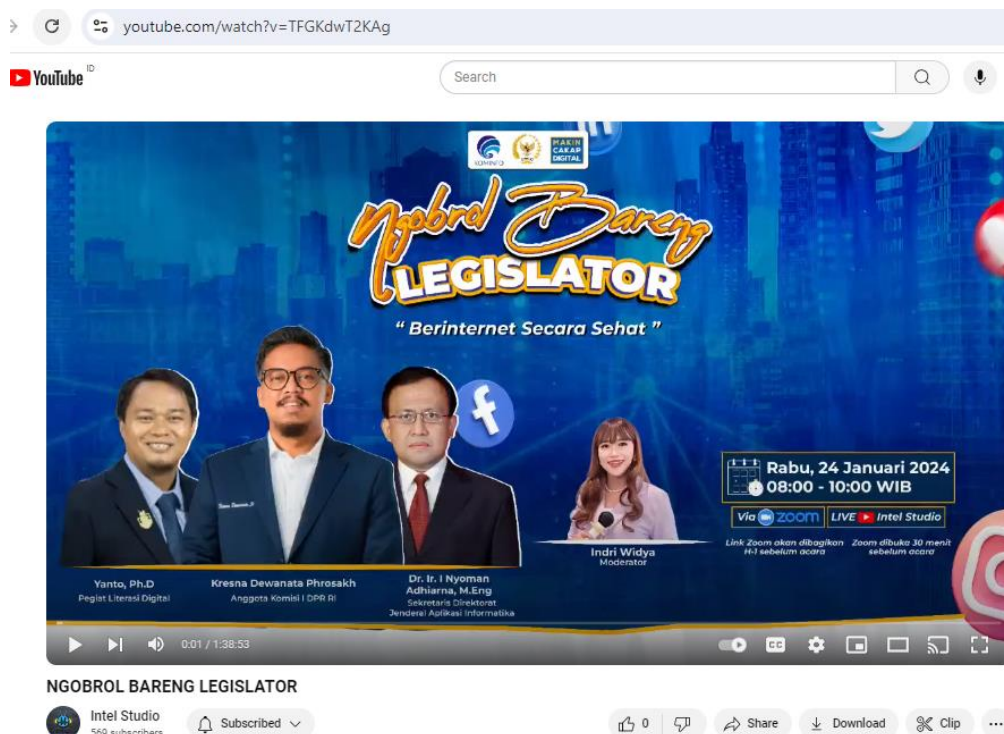 youtube.com/watch?v=TFGKdwT2KAg
YouTube ID
Search
KOMINFO
MAKIN
CAKAP
DIGITAL
Ngobrol Bareng
LEGISLATOR
“ Berinternet Secara Sehat ”
Rabu, 24 Januari 2024
08:00 - 10:00 WIB
Via zoom LIVE Intel Studio
Link Zoom akan dibagikan
H-1 sebelum acara
Zoom dibuka 30 menit
sebelum acara
Indri Widya
Moderator
Yanto, Ph.D
Pegiat Literasi Digital
Kresna Dewanata Phrosakh
Anggota Komisi I DPR RI
Dr. Ir. I Nyoman
Adhiarna, M.Eng
Sekretaris Direktorat
Jenderal Aplikasi Informatika
0:01 / 1:38:53
CC
NGOBROL BARENG LEGISLATOR
Intel Studio
569 subscribers
Subscribed
0
Share
Download
Clip